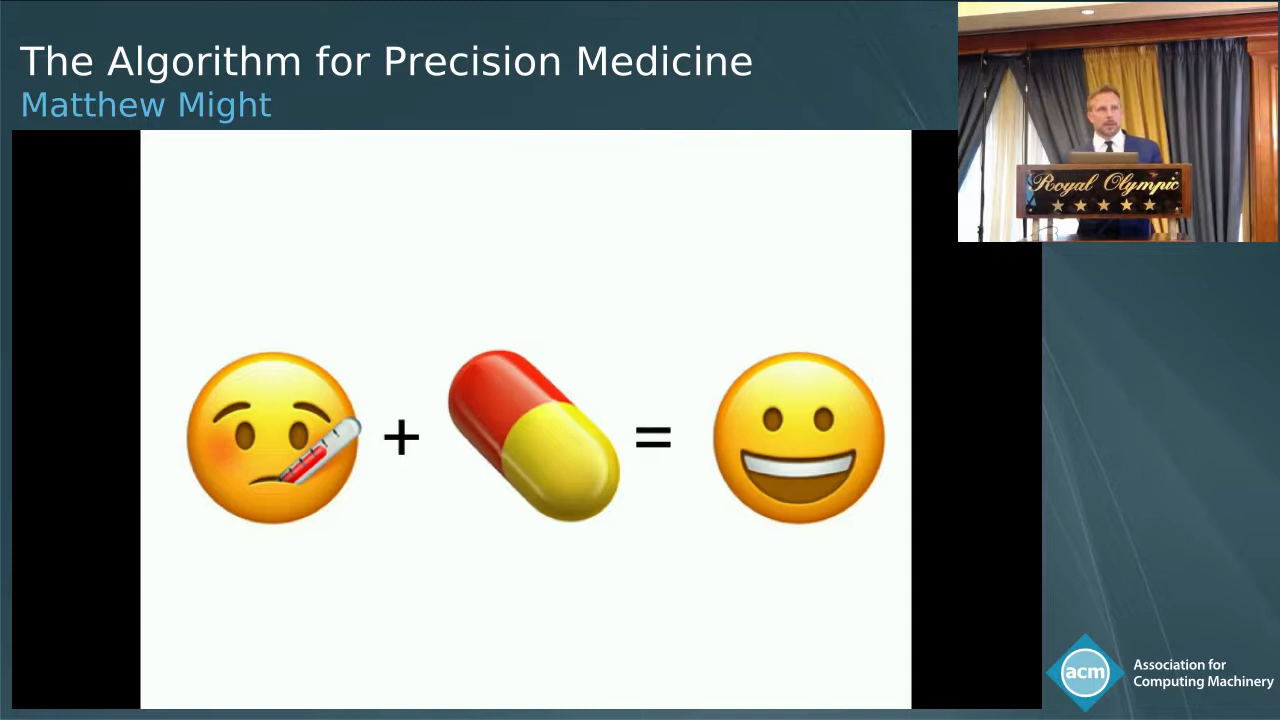 The Algorithm for Precision Medicine
Matthew Might
Royal Olympic
+
=
acm
Association for
Computing Machinery